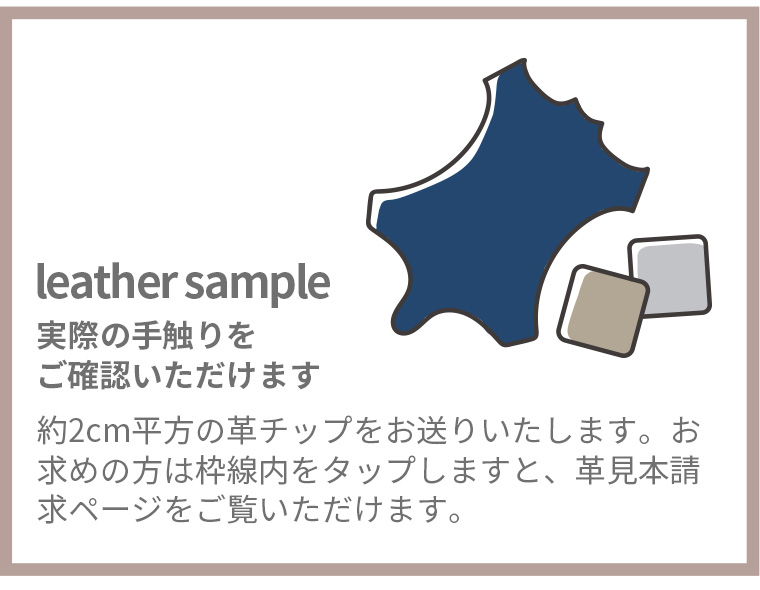 leather sample
実際の手触りを
ご確認いただけます
約2cm平方の革チップをお送りいたします。お
求めの方は枠線内をタップしますと、革見本請
求ページをご覧いただけます。